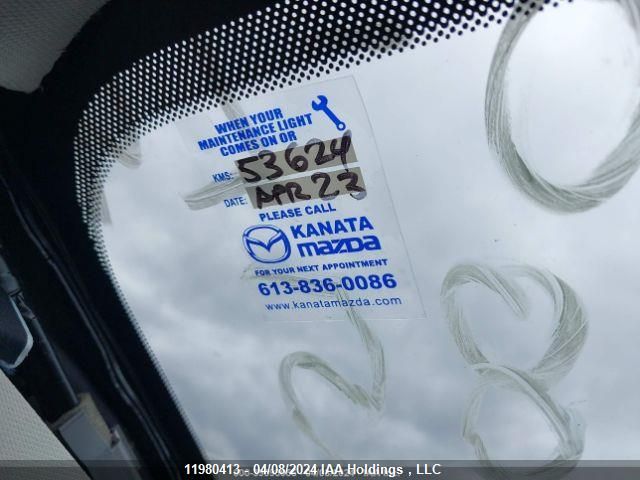 WHEN YOUR
MAINTENANCE LIGHT
COMES ON OR
KMS: 53624
DATE: APR 23
PLEASE CALL
KANATA
mazda
FOR YOUR NEXT APPOINTMENT
613-836-0086
www.kanatamazda.com
11980413 - 04/08/2024 IAA Holdings , LLC